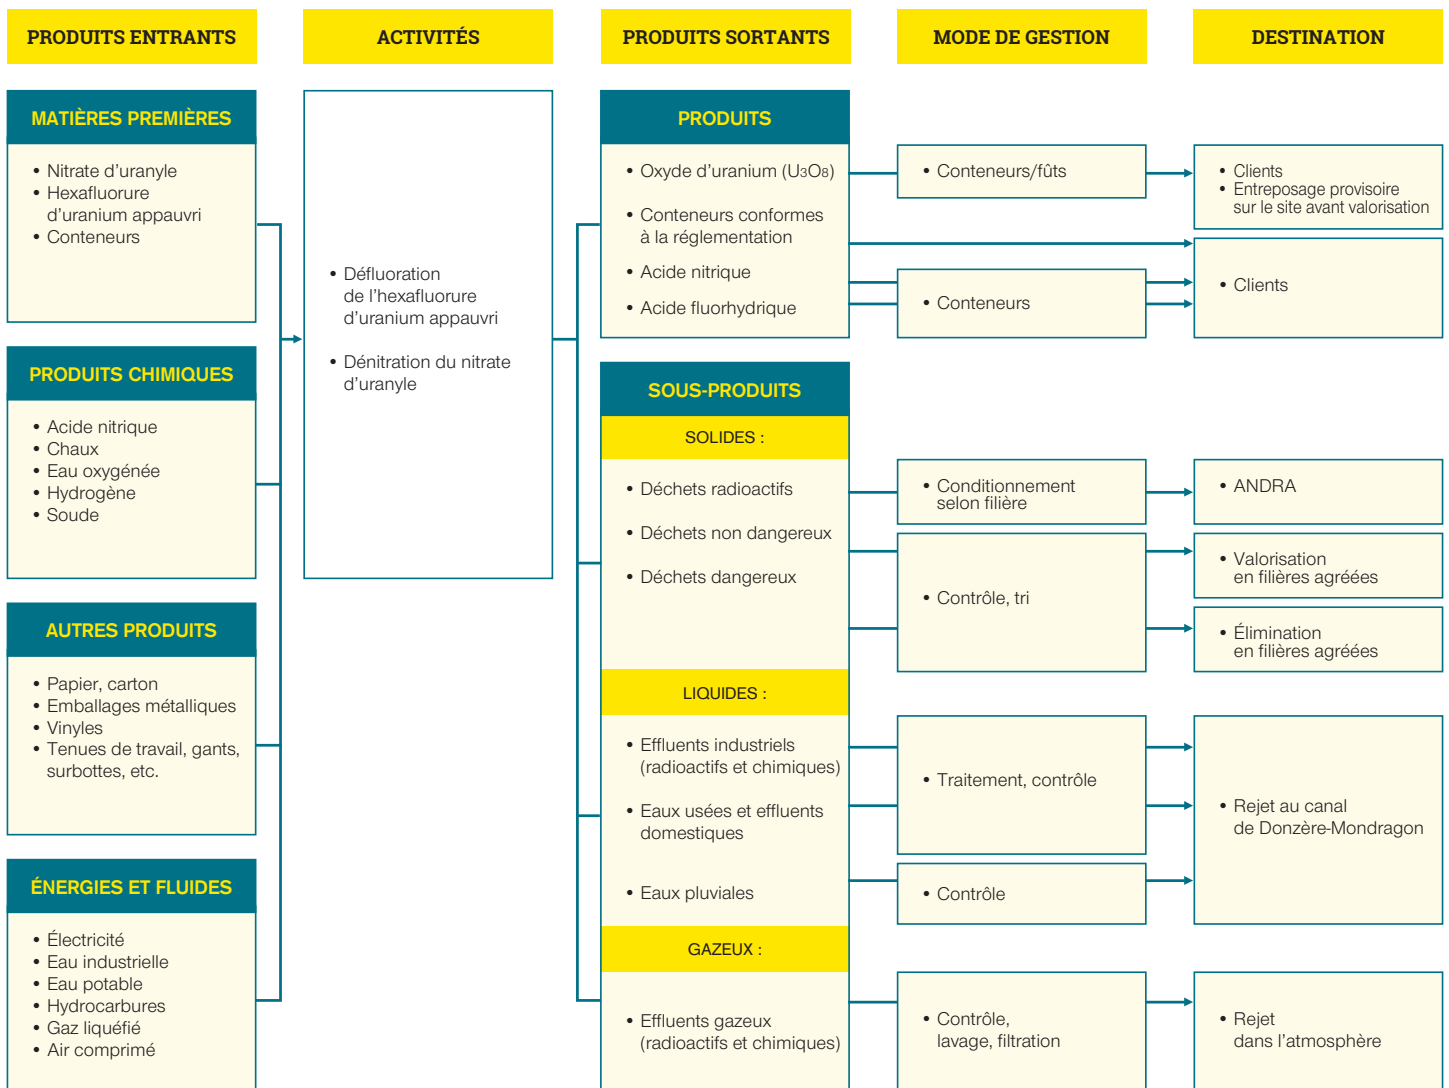 PRODUITS ENTRANTS
ACTIVITÉS
PRODUITS SORTANTS
MODE DE GESTION
DESTINATION
MATIÈRES PREMIÈRES
• Nitrate d’uranyle
• Hexafluorure
d’uranium appauvri
• Conteneurs
PRODUITS CHIMIQUES
• Acide nitrique
• Chaux
• Eau oxygénée
• Hydrogène
• Soude
AUTRES PRODUITS
• Papier, carton
• Emballages métalliques
• Vinyles
• Tenues de travail, gants,
surbottes, etc.
ÉNERGIES ET FLUIDES
• Électricité
• Eau industrielle
• Eau potable
• Hydrocarbures
• Gaz liquéfié
• Air comprimé
• Défluoration
de l’hexafluorure
d’uranium appauvri
• Dénitration du nitrate
d’uranyle
PRODUITS
• Oxyde d’uranium (U3O8)
• Conteneurs conformes
à la réglementation
• Acide nitrique
• Acide fluorhydrique
SOUS-PRODUITS
SOLIDES :
• Déchets radioactifs
• Déchets non dangereux
• Déchets dangereux
LIQUIDES :
• Effluents industriels
(radioactifs et chimiques)
• Eaux usées et effluents
domestiques
• Eaux pluviales
GAZEUX :
• Effluents gazeux
(radioactifs et chimiques)
• Conteneurs/fûts
• Conteneurs
• Conditionnement
selon filière
• Contrôle, tri
• Traitement, contrôle
• Contrôle
• Contrôle,
lavage, filtration
• Clients
• Entreposage provisoire
sur le site avant valorisation
• Clients
• ANDRA
• Valorisation
en filières agréées
• Élimination
en filières agréées
• Rejet au canal
de Donzère-Mondragon
• Rejet
dans l’atmosphère